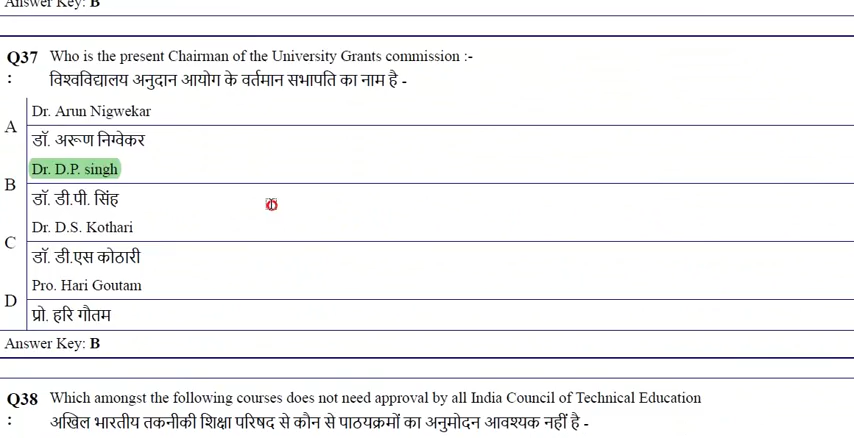 Answer Key: B
Q37 Who is the present Chairman of the University Grants commission :-
: विश्वविद्यालय अनुदान आयोग के वर्तमान सभापति का नाम है -
Dr. Arun Nigwekar
A
डॉ. अरूण निग्वेकर
Dr. D.P. singh
B
डॉ. डी.पी. सिंह
Dr. D.S. Kothari
C
डॉ. डी.एस कोठारी
Pro. Hari Goutam
D
प्रो. हरि गौतम
Answer Key: B
Q38 Which amongst the following courses does not need approval by all India Council of Technical Education
: अखिल भारतीय तकनीकी शिक्षा परिषद से कौन से पाठयक्रमों का अनुमोदन आवश्यक नहीं है -